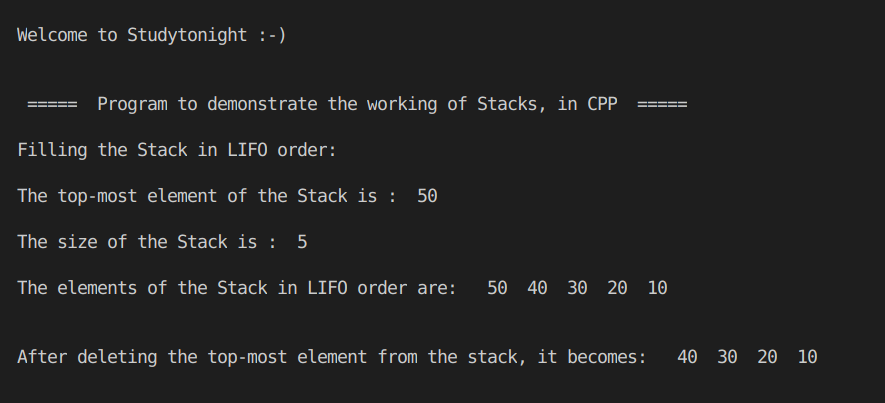 Welcome to Studytonight :-)
===== Program to demonstrate the working of Stacks, in CPP =====
Filling the Stack in LIFO order:
The top-most element of the Stack is : 50
The size of the Stack is : 5
The elements of the Stack in LIFO order are: 50 40 30 20 10
After deleting the top-most element from the stack, it becomes: 40 30 20 10